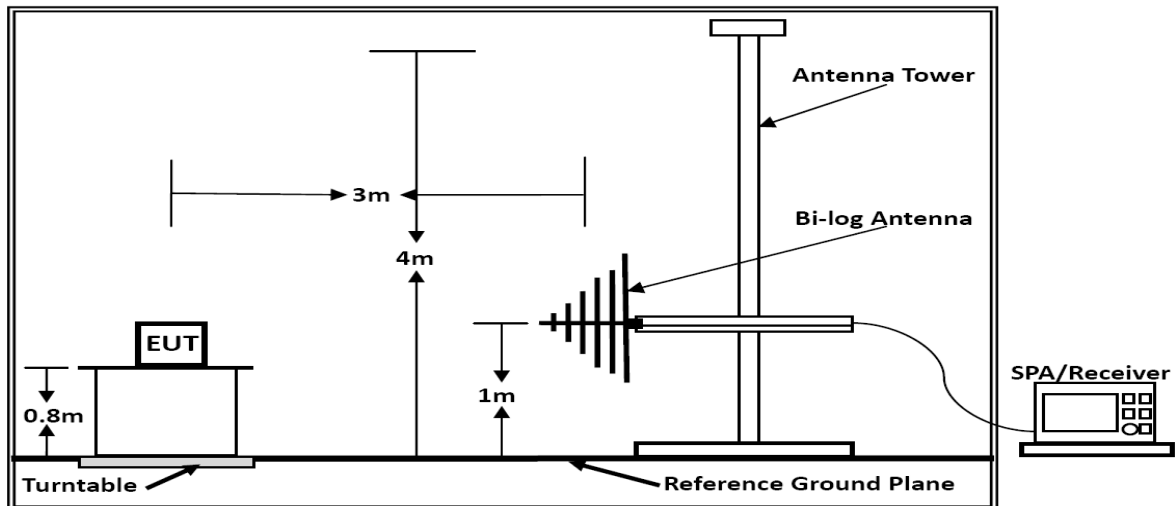 Antenna Tower
3m
Bi-log Antenna
4m
EUT
SPA/Receiver
1m
0.8m
Turntable
Reference Ground Plane